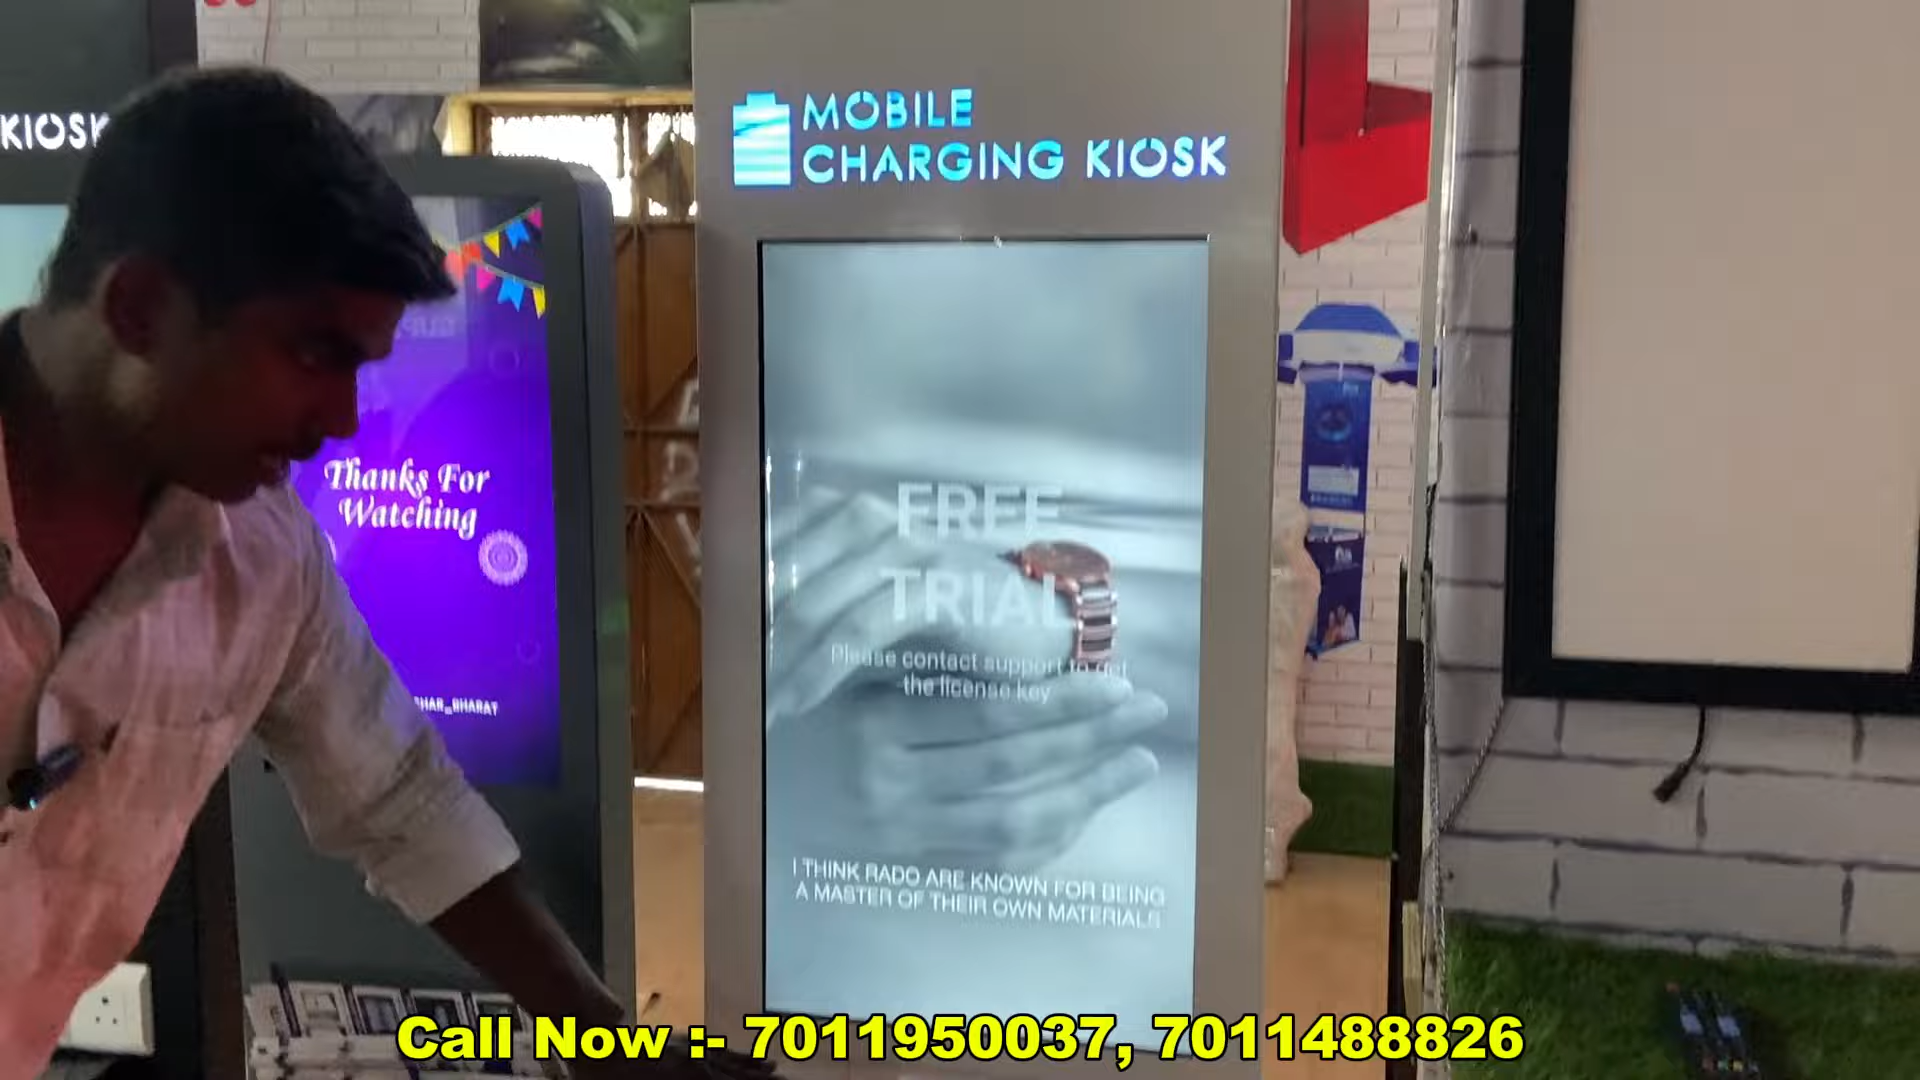 KIOSK
MOBILE
CHARGING KIOSK
Thanks For
Watching
HAR_BHARAT
FREE
TRIAL
Please contact support to get
the license key
I THINK RADO ARE KNOWN FOR BEING
A MASTER OF THEIR OWN MATERIALS
Call Now :- 7011950037, 7011488826